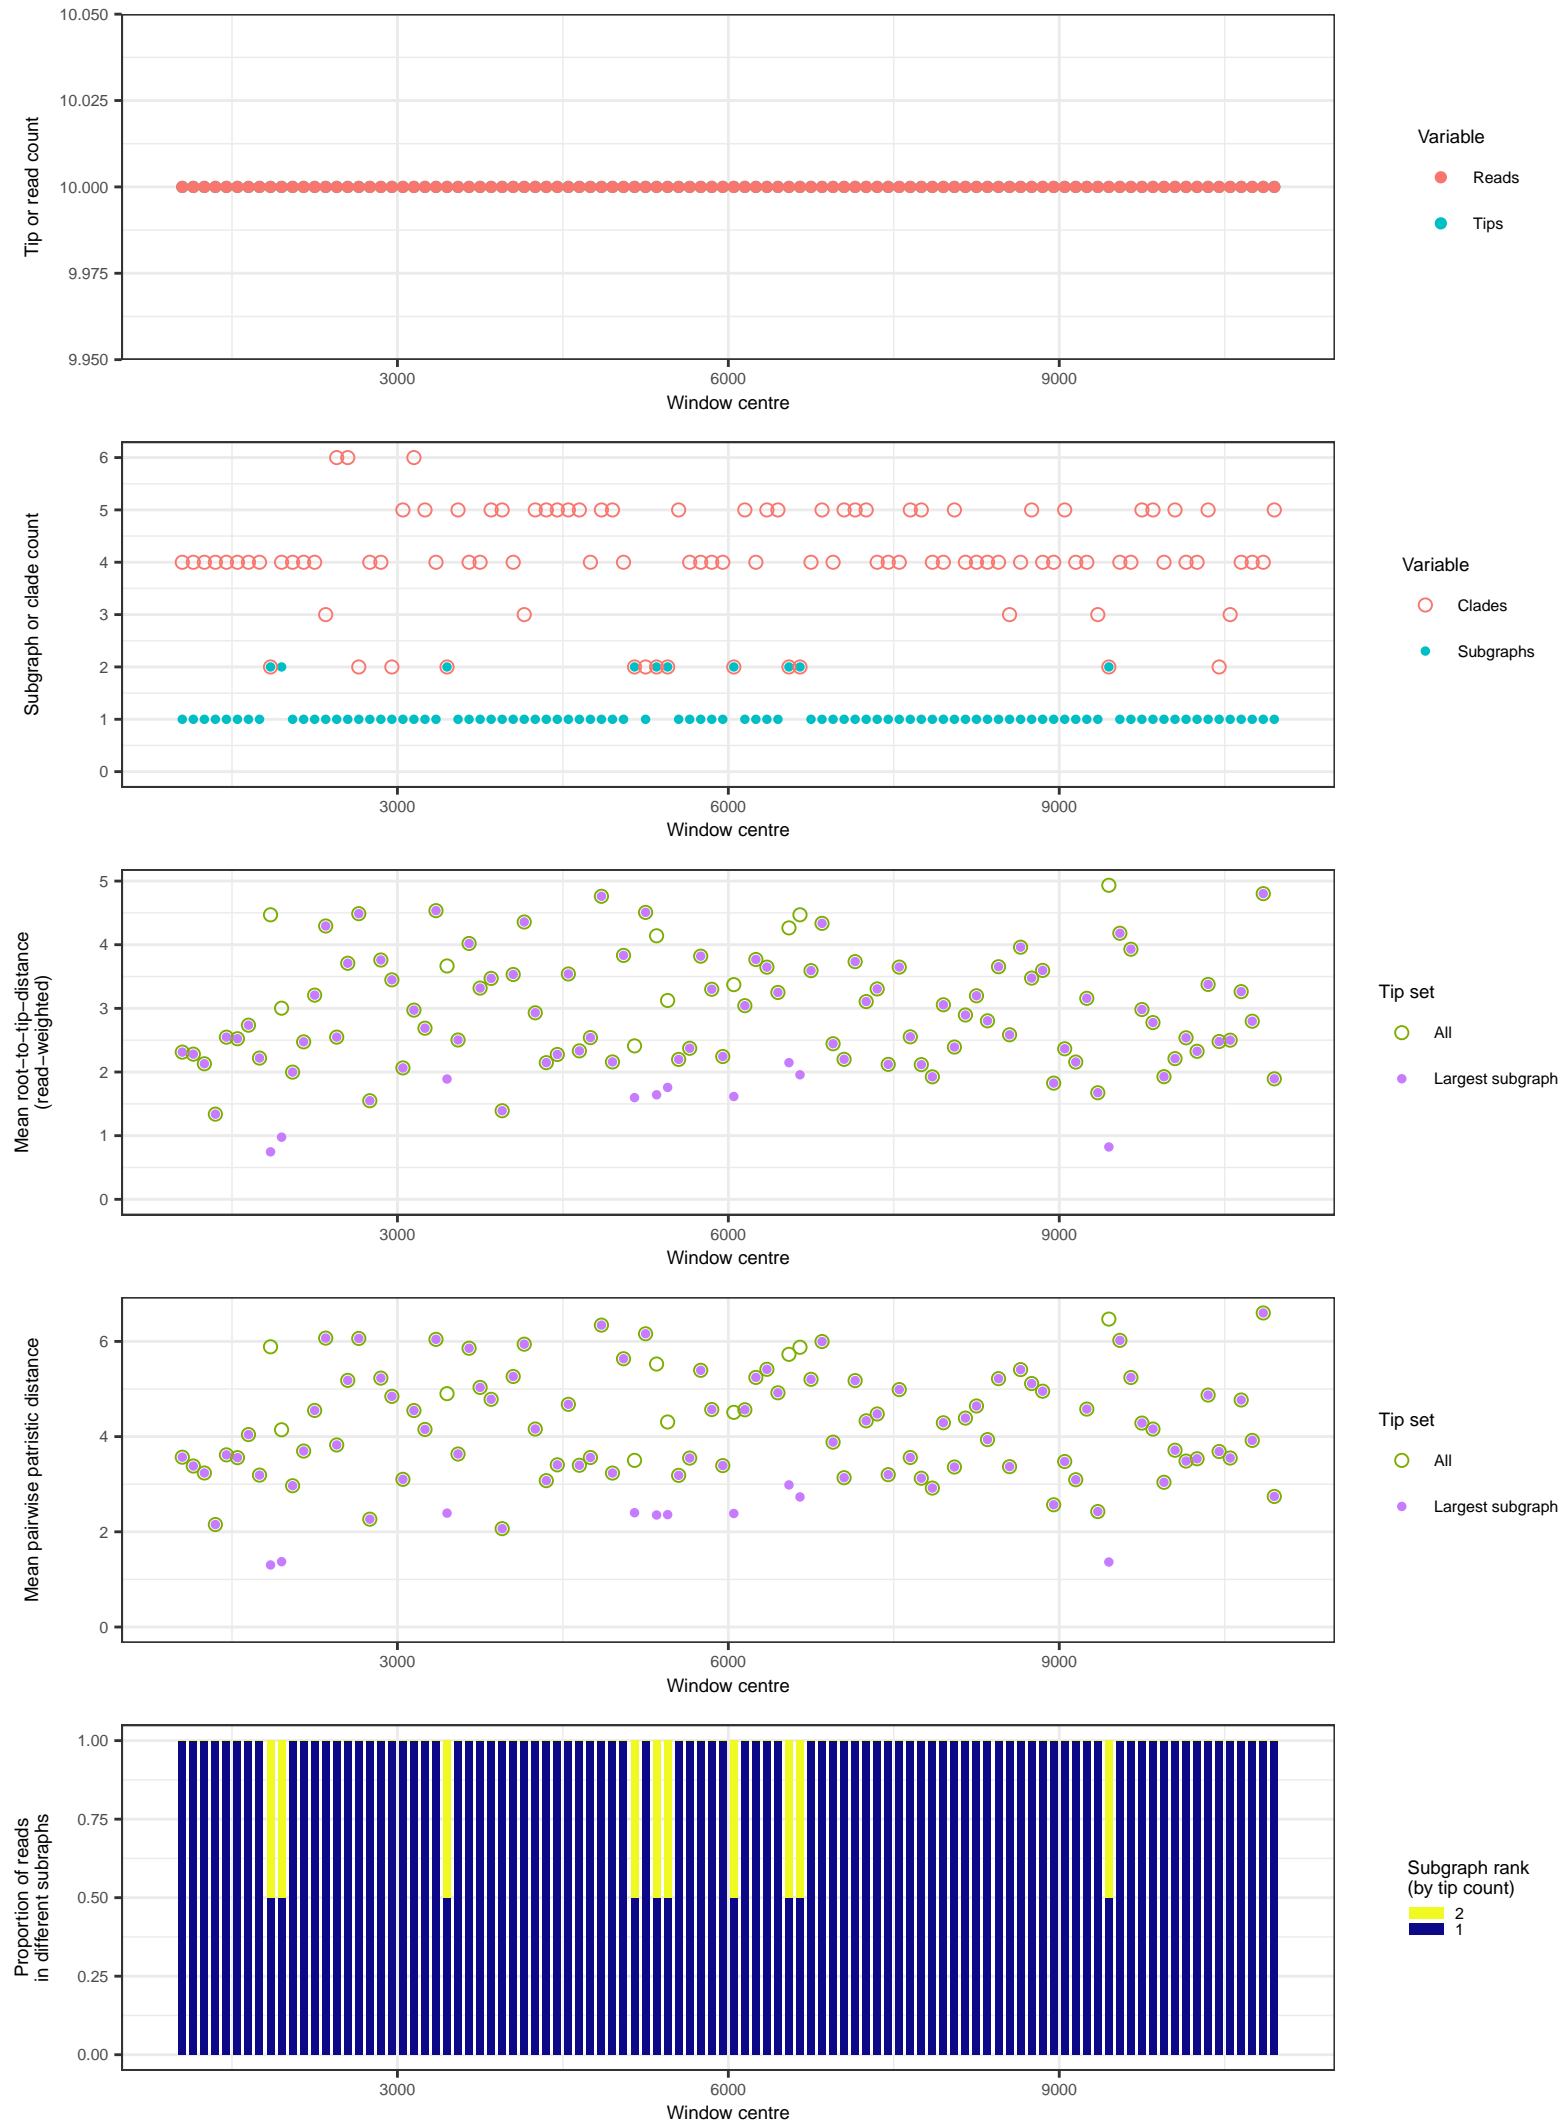 10.050
10.025
10.000
9.975
9.950
Tip or read count
3000
6000
9000
Window centre
Variable
Reads
Tips
6
5
4
3
2
1
0
Subgraph or clade count
3000
6000
9000
Window centre
Variable
Clades
Subgraphs
5
4
3
2
1
0
Mean root−to−tip−distance
(read−weighted)
3000
6000
9000
Window centre
Tip set
All
Largest subgraph
6
4
2
0
Mean pairwise patristic distance
3000
6000
9000
Window centre
Tip set
All
Largest subgraph
1.00
0.75
0.50
0.25
0.00
Proportion of reads
in different subraphs
3000
6000
9000
Window centre
Subgraph rank
(by tip count)
2
1